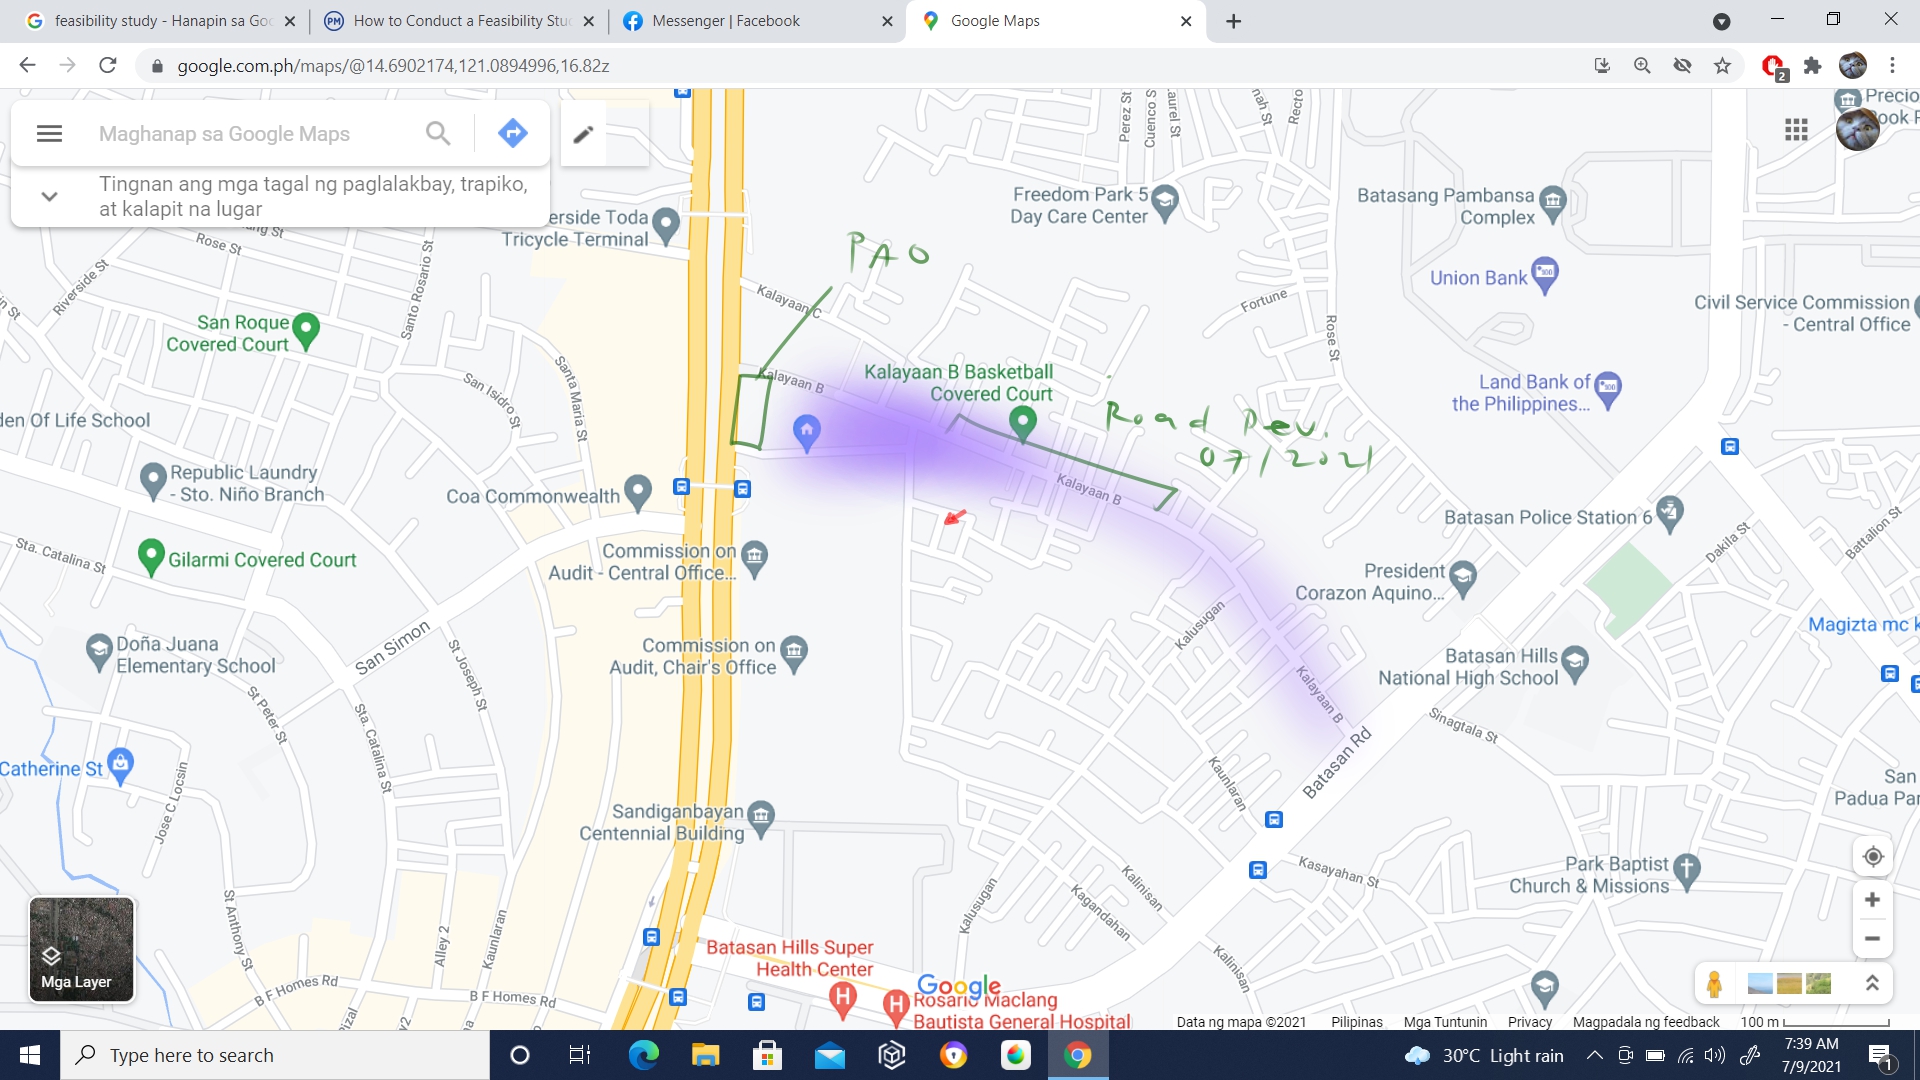 feasibility study - Hanapin sa Goo
How to Conduct a Feasibility Stu
Messenger | Facebook
Google Maps
google.com.ph/maps/@14.6902174,121.0894996,16.82z
2
Maghanap sa Google Maps
Tingnan ang mga tagal ng paglalakbay, trapiko,
at kalapit na lugar
erside Toda
Tricycle Terminal
Perez St
Cuenco S
Laurel St
nah St
Recto
Precio
ook F
Freedom Park 5
Day Care Center
Batasang Pambansa
Complex
PAO
Rose St
Riverside St
Santo Rosario St
San Roque
Covered Court
Kalayaan C
Fortune
Rose St
Union Bank
Civil Service Commission
- Central Office
Kalayaan B
Kalayaan B Basketball
Covered Court
Road Dev.
07/2021
Land Bank of
the Philippines...
San Isidro St
Santa Maria St
den Of Life School
Republic Laundry
- Sto. Niño Branch
Coa Commonwealth
Kalayaan B
Batasan Police Station 6
Dakila St
Battalion St
Sta. Catalina St
Gilarmi Covered Court
Commission on
Audit - Central Office...
President
Corazon Aquino...
Kalusugan
Magizta mc k
Doña Juana
Elementary School
San Simon
St Joseph St
Commission on
Audit, Chair's Office
Batasan Hills
National High School
Kalayaan B
Sinagtala St
St Peter St
Sta. Catalina St
Catherine St
Jose C Locsin
Batasan Rd
Kaunlaran
San
Padua Par
Sandiganbayan
Centennial Building
Kasayahan St
Park Baptist
Church & Missions
Kalinisan
Kagandahan
Kalusugan
Kalinisan
St Anthony St
Alley 2
Kaunlaran
B F Homes Rd
B F Homes Rd
Batasan Hills Super
Health Center
Google
Rosario Maclang
Bautista General Hospital
Mga Layer
Data ng mapa ©2021
Pilipinas
Mga Tuntunin
Privacy
Magpadala ng feedback
100 m
Type here to search
30°C Light rain
7:39 AM
7/9/2021
1